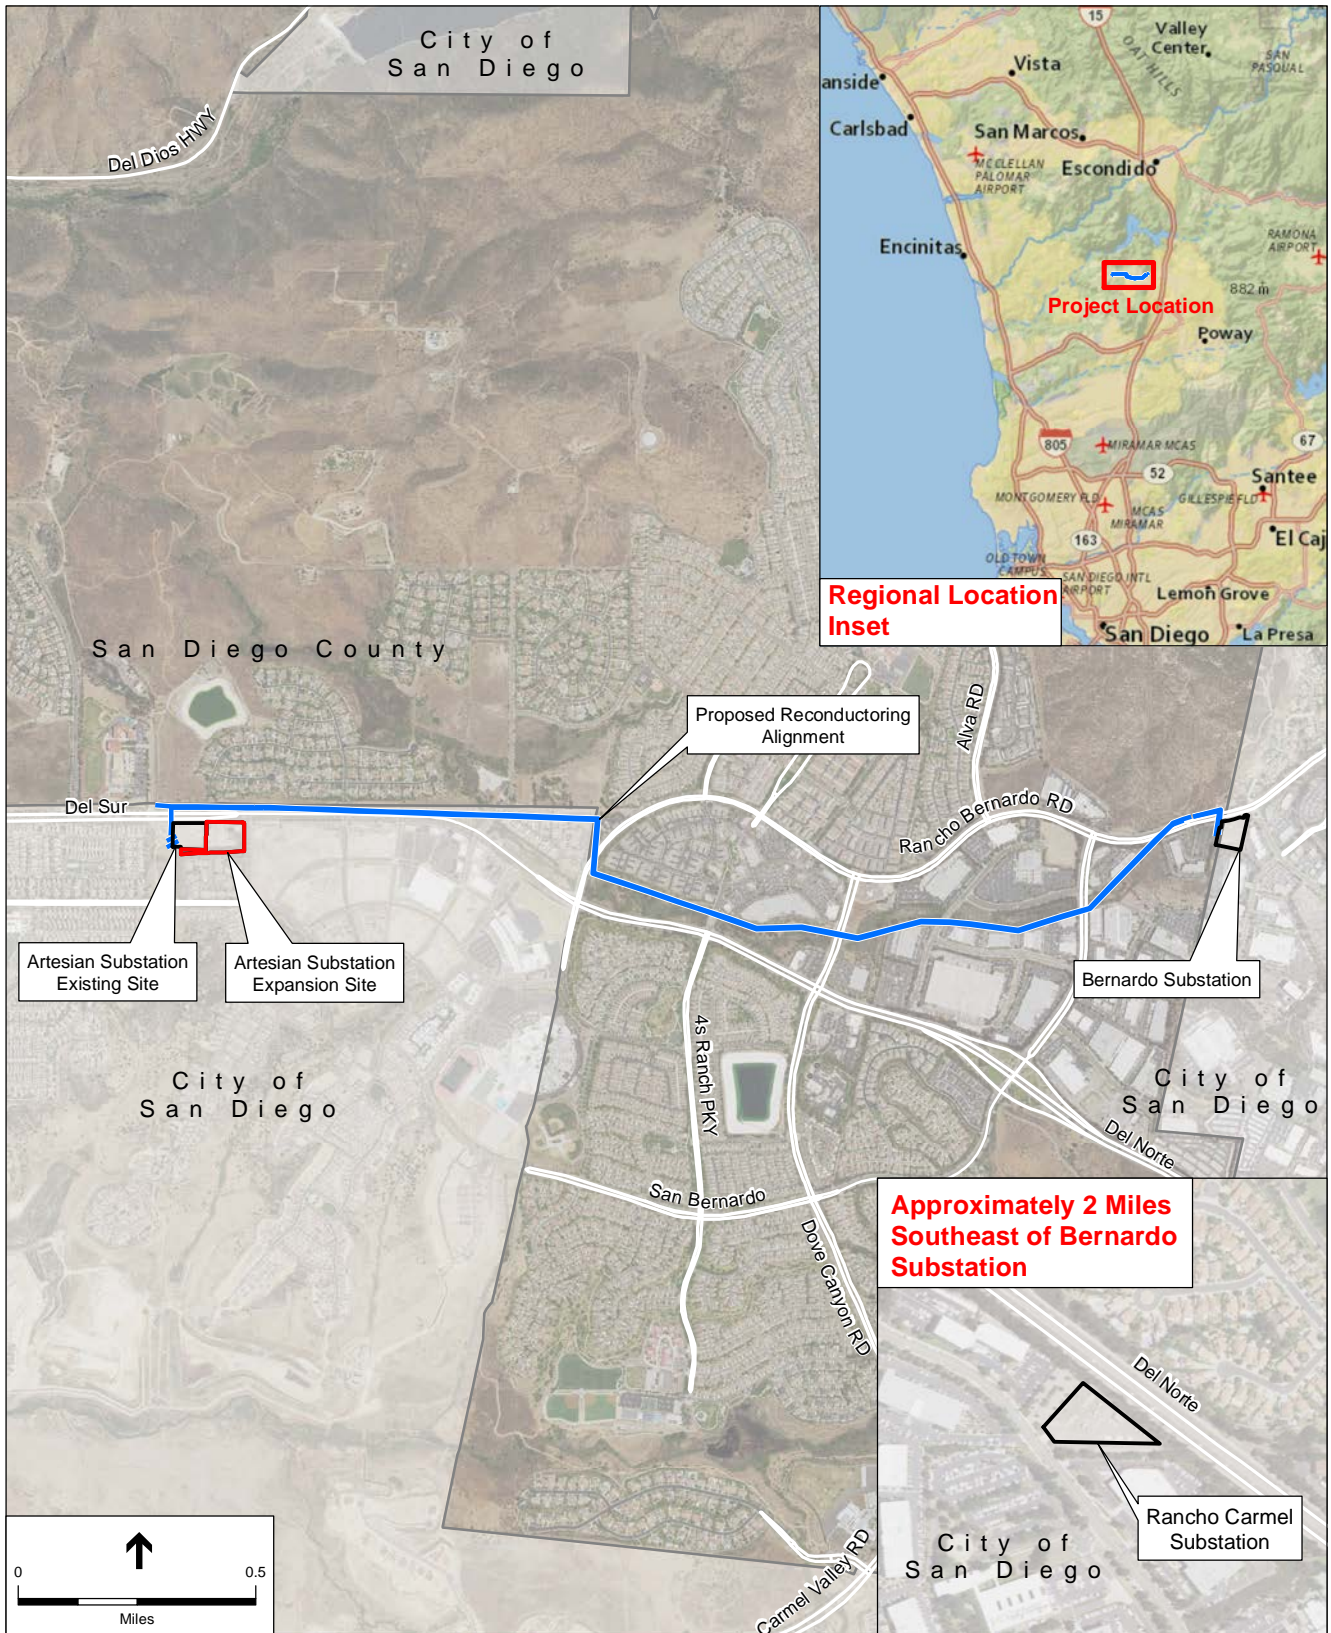 City of
San Diego
Del Dios HWY
15
Valley
Center
OAT HILLS
SAN
PASQUAL
Vista
anside
Carlsbad
San Marcos
MCCLELLAN
PALOMAR
AIRPORT
Escondido
Encinitas
RAMONA
AIRPORT
882 m
Project Location
Poway
805
MIRAMAR MCAS
67
52
Santee
MONTGOMERY FLD
GILLESPIE FLD
MCAS
MIRAMAR
163
El Caj
OLD TOWN
CAMPUS
SAN DIEGO INTL
AIRPORT
Lemon Grove
Regional Location
Inset
San Diego
La Presa
San Diego County
Proposed Reconductoring
Alignment
Alva RD
Del Sur
Rancho Bernardo RD
Artesian Substation
Existing Site
Artesian Substation
Expansion Site
Bernardo Substation
4s Ranch PKY
City of
San Diego
City of
San Diego
Del Norte
San Bernardo
Dove Canyon RD
Approximately 2 Miles
Southeast of Bernardo
Substation
Del Norte
Rancho Carmel
Substation
City of
San Diego
Carmel Valley RD
0
0.5
Miles